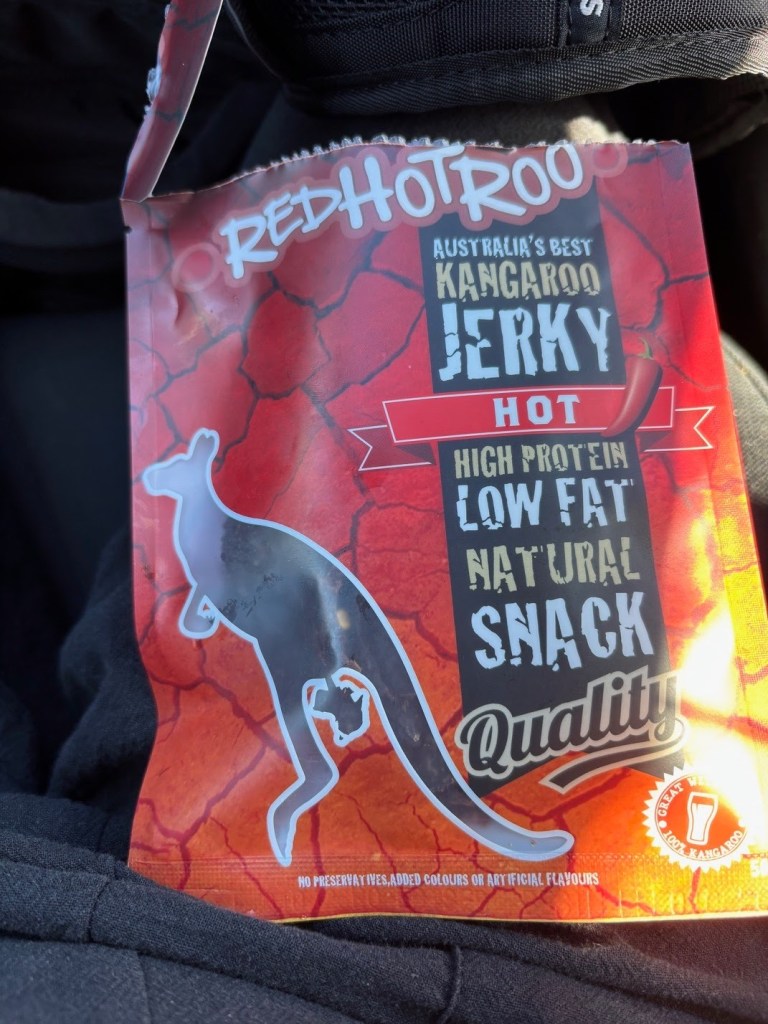 REDHOTROO
AUSTRALIA'S BEST
KANGAROO
JERKY
HOT
HIGH PROTEIN
LOW FAT
NATURAL
SNACK
Quality
GREAT
100% KANGAROO
NO PRESERVATIVES,ADDED COLOURS OR ARTIFICIAL FLAVOURS
S